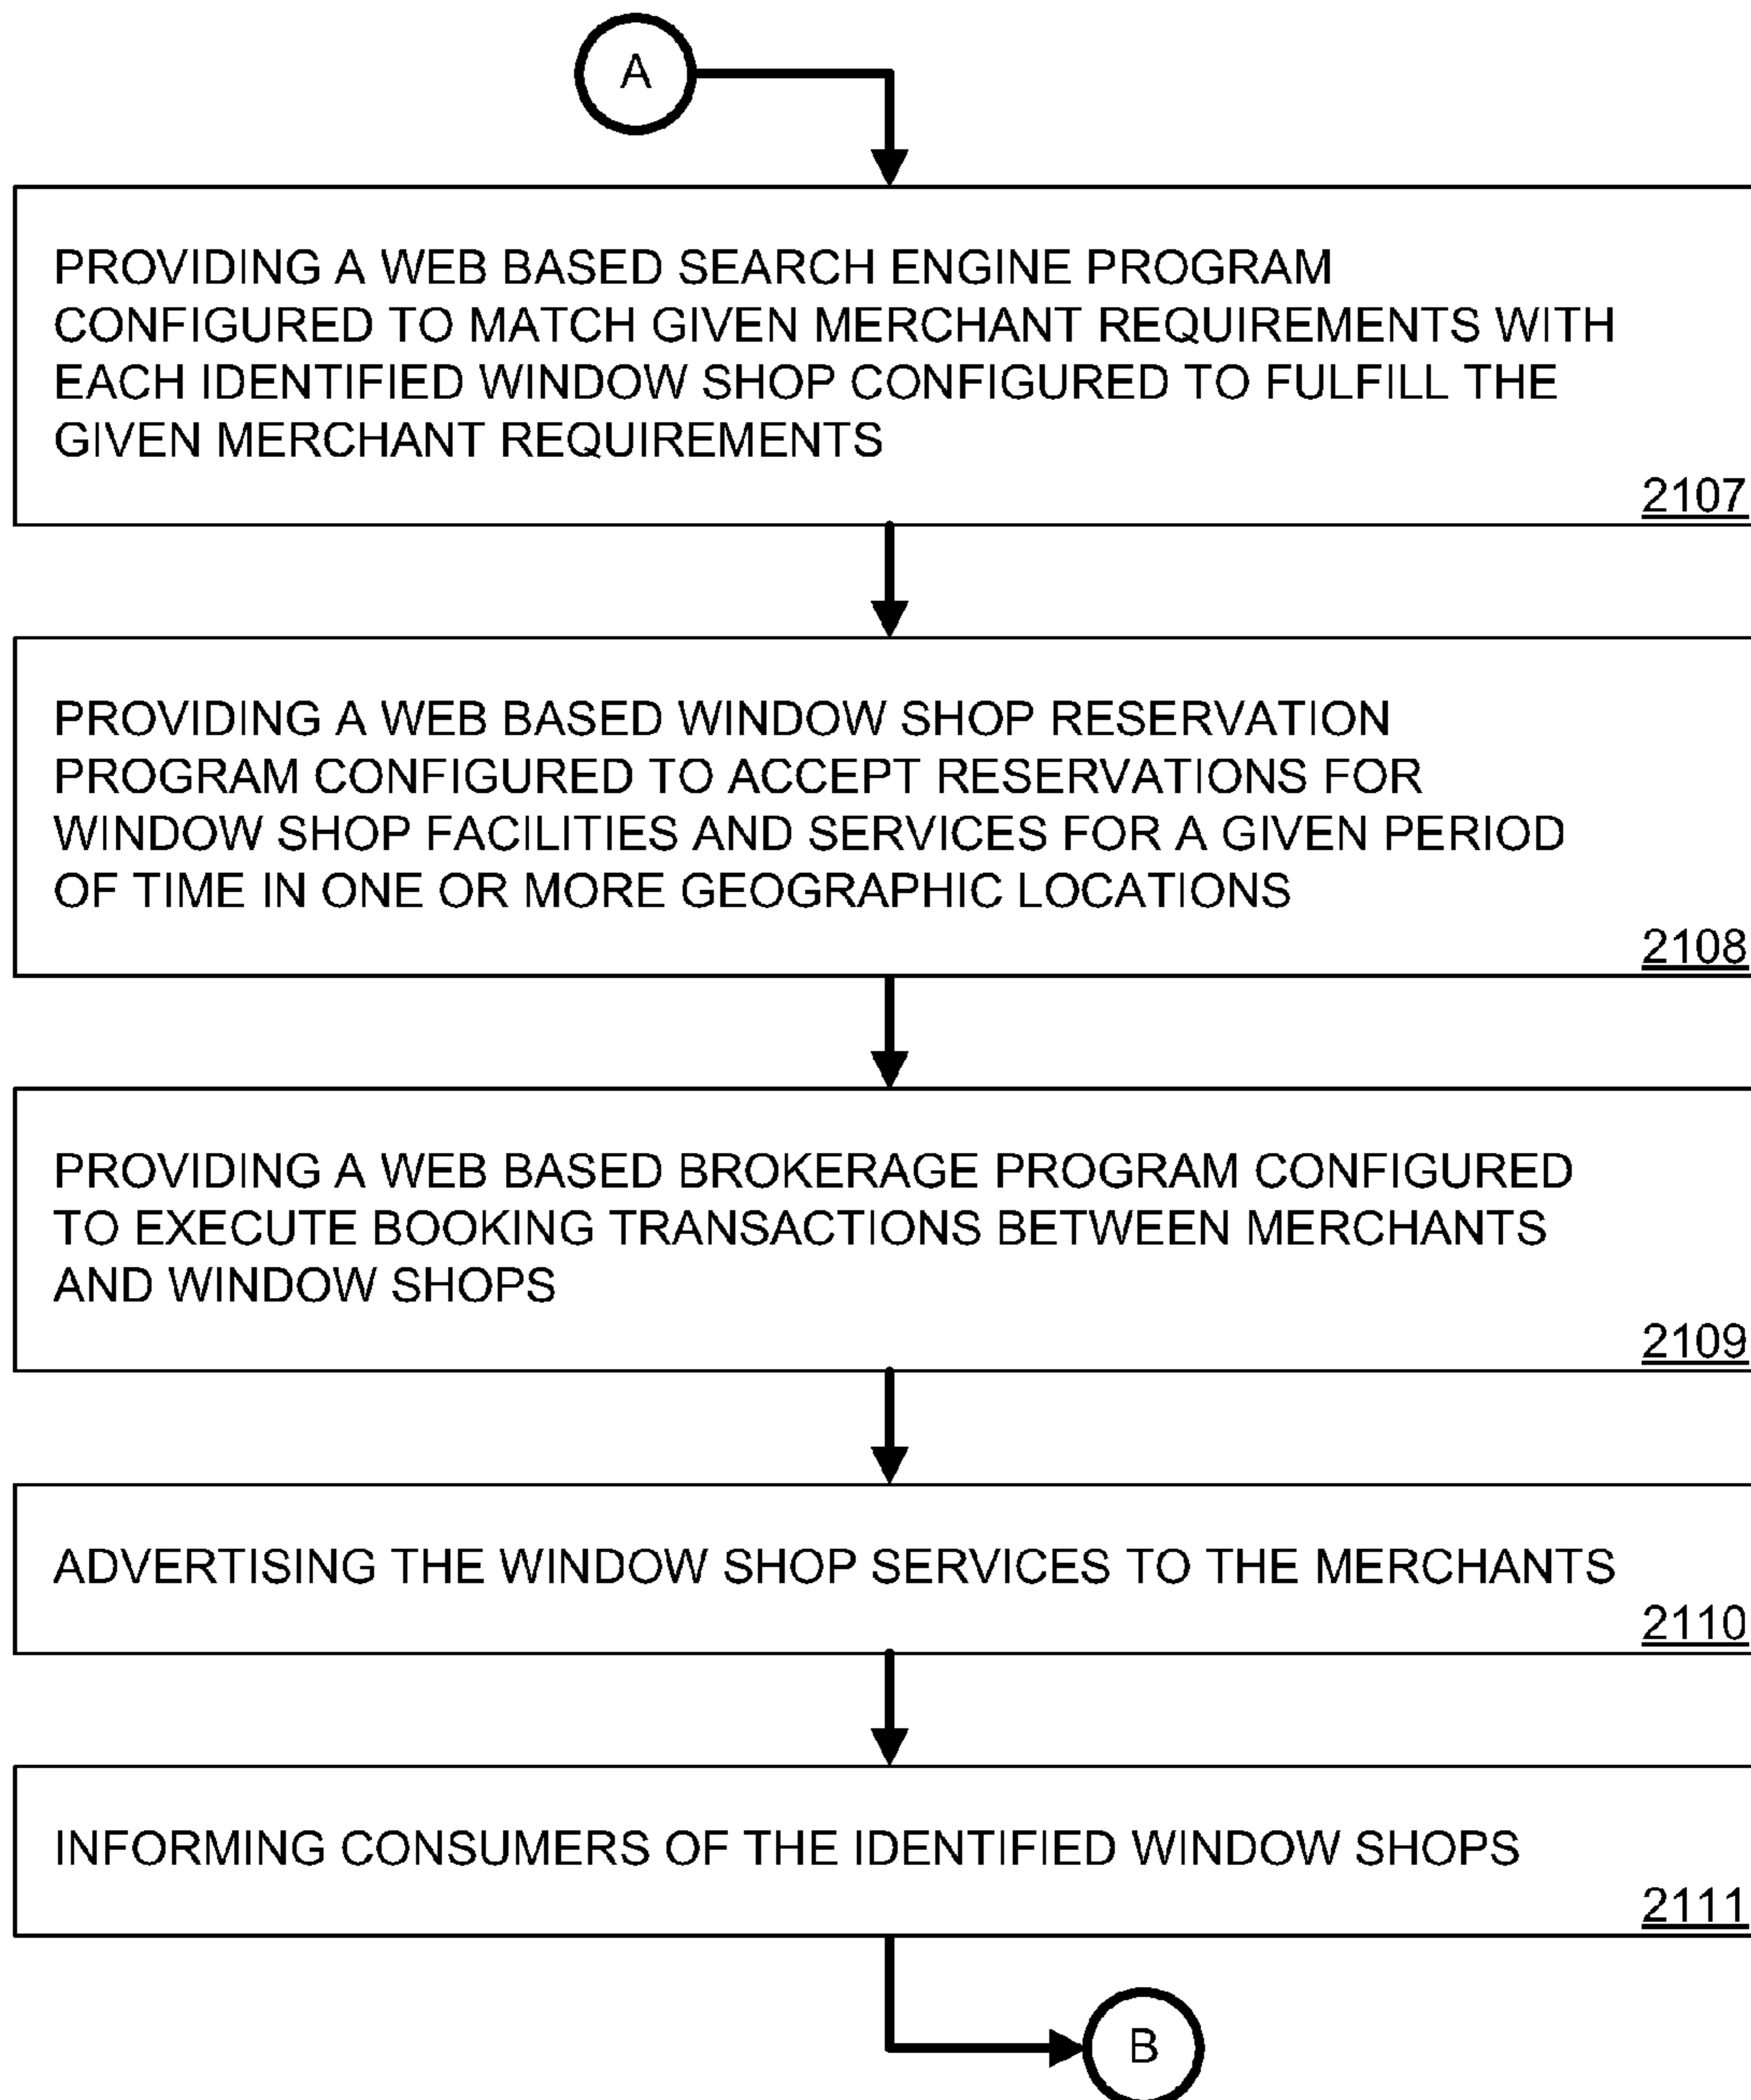 A
PROVIDING A WEB BASED SEARCH ENGINE PROGRAM
CONFIGURED TO MATCH GIVEN MERCHANT REQUIREMENTS WITH
EACH IDENTIFIED WINDOW SHOP CONFIGURED TO FULFILL THE
GIVEN MERCHANT REQUIREMENTS
2107
PROVIDING A WEB BASED WINDOW SHOP RESERVATION
PROGRAM CONFIGURED TO ACCEPT RESERVATIONS FOR
WINDOW SHOP FACILITIES AND SERVICES FOR A GIVEN PERIOD
OF TIME IN ONE OR MORE GEOGRAPHIC LOCATIONS
2108
PROVIDING A WEB BASED BROKERAGE PROGRAM CONFIGURED
TO EXECUTE BOOKING TRANSACTIONS BETWEEN MERCHANTS
AND WINDOW SHOPS
2109
ADVERTISING THE WINDOW SHOP SERVICES TO THE MERCHANTS
2110
INFORMING CONSUMERS OF THE IDENTIFIED WINDOW SHOPS
2111
B